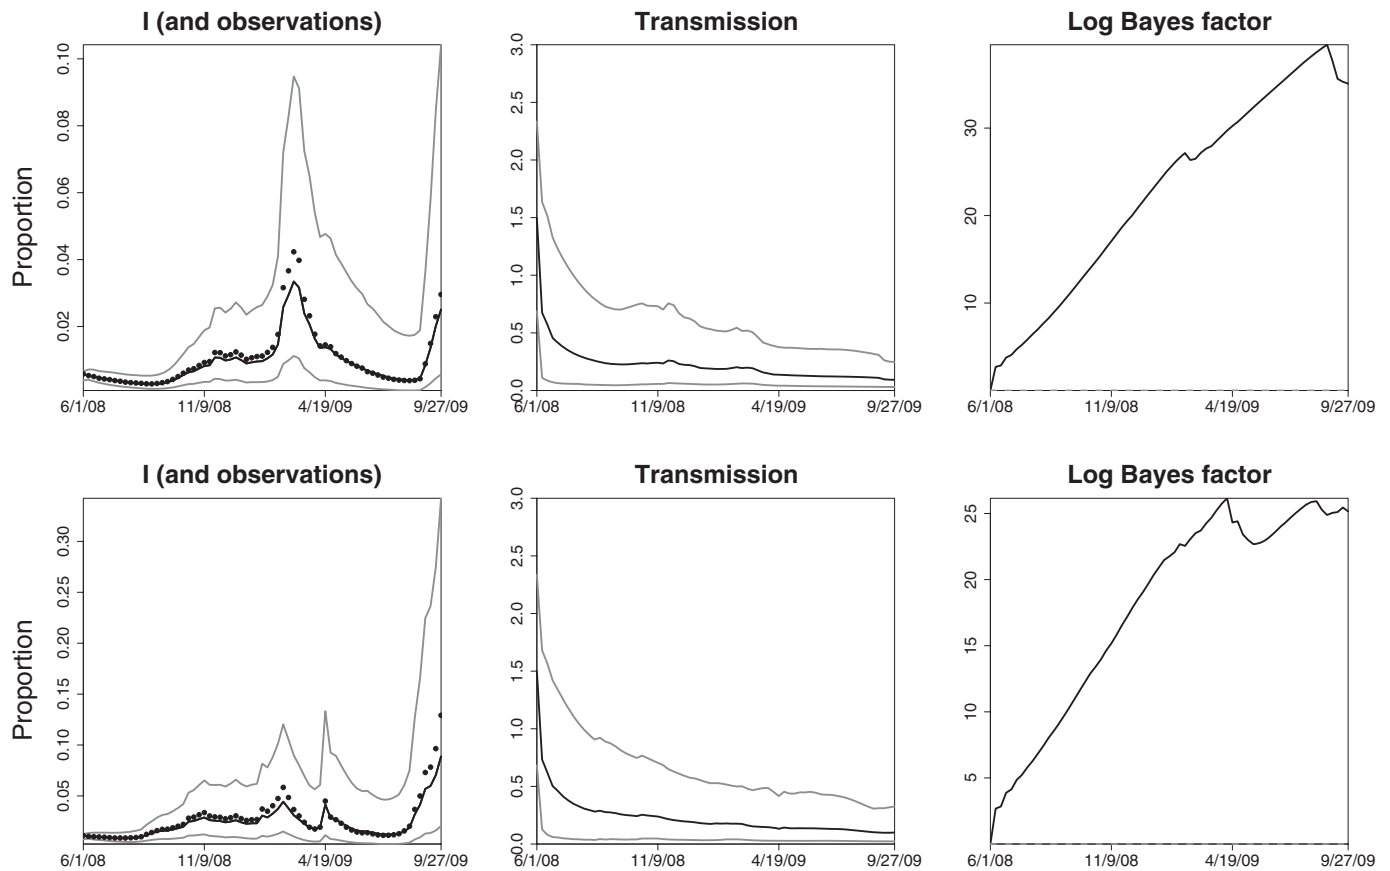 I (and observations)
Transmission
Log Bayes factor
Proportion
0.10
0.08
0.06
0.04
0.02
6/1/08 11/9/08 4/19/09 9/27/09
3.0
2.5
2.0
1.5
1.0
0.5
0.0
6/1/08 11/9/08 4/19/09 9/27/09
30
20
10
6/1/08 11/9/08 4/19/09 9/27/09
I (and observations)
Transmission
Log Bayes factor
Proportion
0.30
0.25
0.20
0.15
0.10
0.05
6/1/08 11/9/08 4/19/09 9/27/09
3.0
2.5
2.0
1.5
1.0
0.5
0.0
6/1/08 11/9/08 4/19/09 9/27/09
25
20
15
10
5
6/1/08 11/9/08 4/19/09 9/27/09